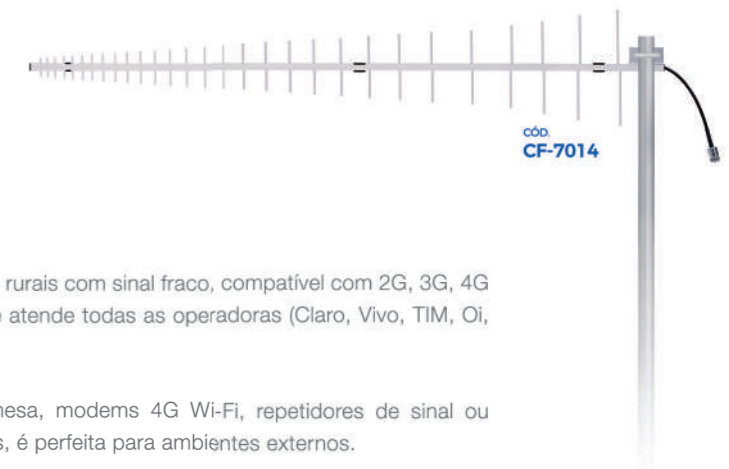 CÓD.
CF-7014
rurais com sinal fraco, compatível com 2G, 3G, 4G
atende todas as operadoras (Claro, Vivo, TIM, Oi,
modems 4G Wi-Fi, repetidores de sinal ou
é perfeita para ambientes externos.